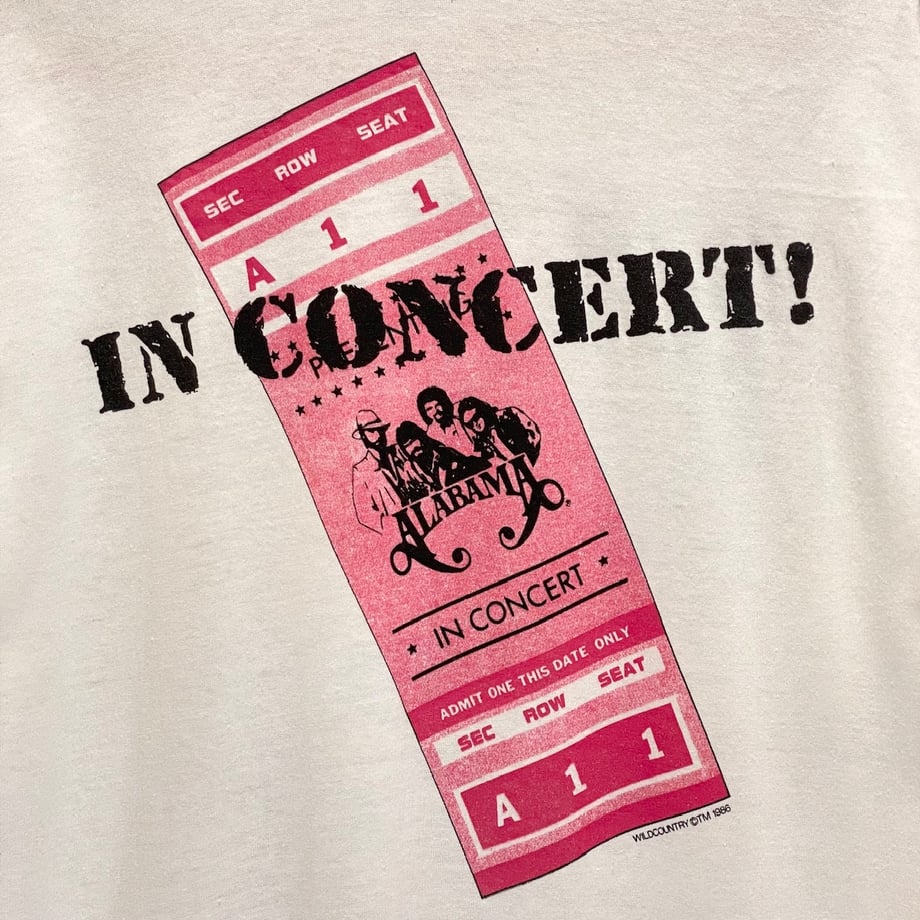 SEC ROW SEAT
A 1 1
IN CONCERT!
PRESENTING
ALABAMA®
★ IN CONCERT ★
ADMIT ONE THIS DATE ONLY
SEC ROW SEAT
A 1 1
WILDCOUNTRY ©TM 1986